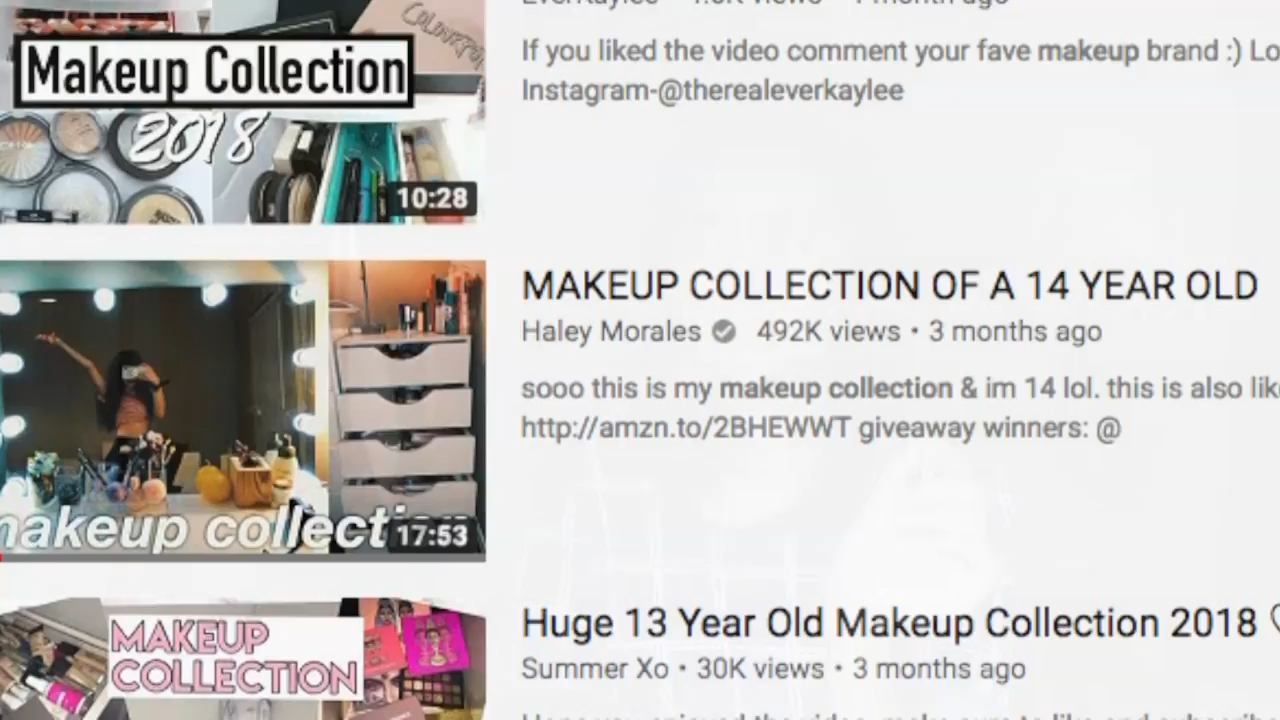 COLOURPOP
Makeup Collection
2018
10:28
If you liked the video comment your fave makeup brand :) Lo
Instagram-@therealeverkaylee
MAKEUP COLLECTION OF A 14 YEAR OLD
Haley Morales 492K views • 3 months ago
sooo this is my makeup collection & im 14 lol. this is also lik
http://amzn.to/2BHEWWT giveaway winners: @
makeup collecti
17:53
MAKEUP
COLLECTION
Huge 13 Year Old Makeup Collection 2018
Summer Xo • 30K views • 3 months ago